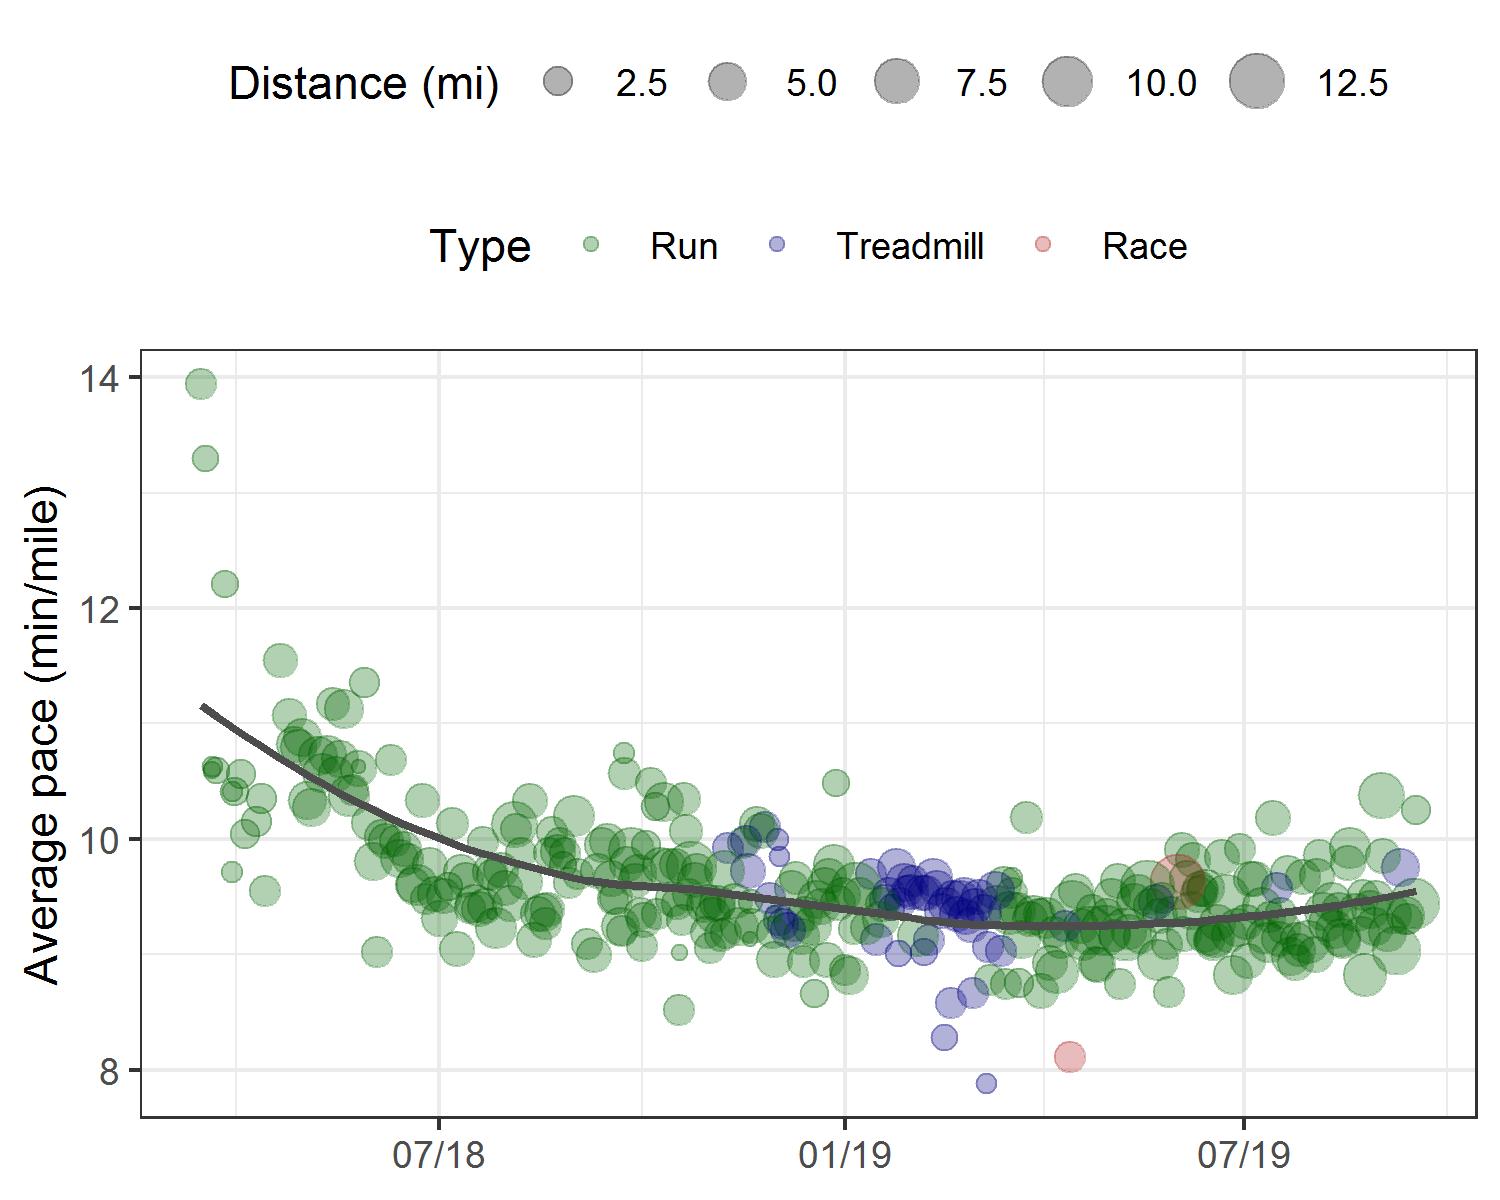 Distance (mi) 2.5 5.0 7.5 10.0 12.5
Type Run Treadmill Race
Average pace (min/mile)
14
12
10
8
07/18 01/19 07/19